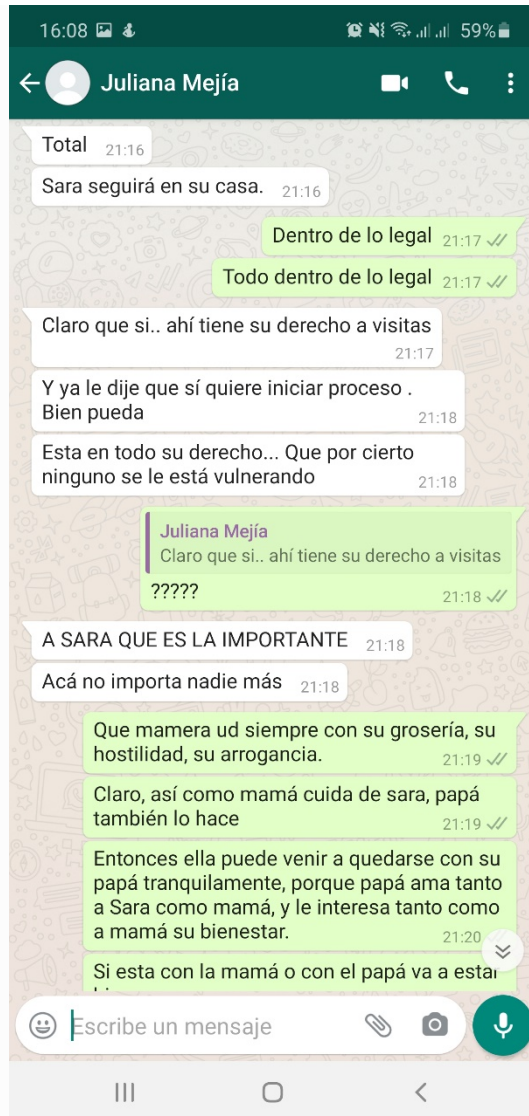 16:08
59%
Juliana Mejía
Total 21:16
Sara seguirá en su casa. 21:16
Dentro de lo legal 21:17
Todo dentro de lo legal 21:17
Claro que si.. ahí tiene su derecho a visitas
21:17
Y ya le dije que sí quiere iniciar proceso .
Bien pueda 21:18
Esta en todo su derecho... Que por cierto
ninguno se le está vulnerando 21:18
Juliana Mejía
Claro que si.. ahí tiene su derecho a visitas
????? 21:18
A SARA QUE ES LA IMPORTANTE 21:18
Acá no importa nadie más 21:18
Que mamera ud siempre con su grosería, su
hostilidad, su arrogancia. 21:19
Claro, así como mamá cuida de sara, papá
también lo hace 21:19
Entonces ella puede venir a quedarse con su
papá tranquilamente, porque papá ama tanto
a Sara como mamá, y le interesa tanto como
a mamá su bienestar. 21:20
Si esta con la mamá o con el papá va a estar
Escribe un mensaje